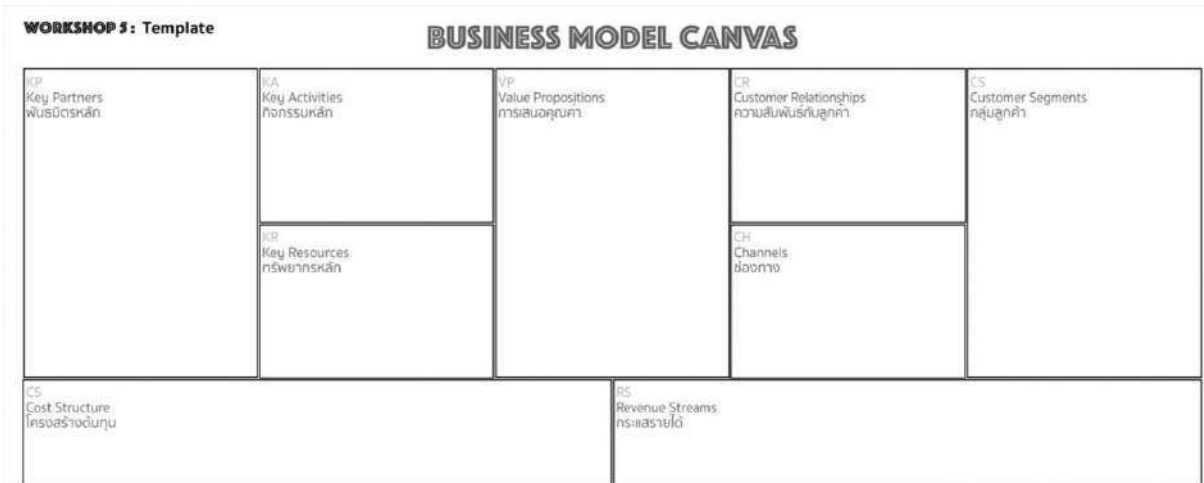 WORKSHOP 5: Template
BUSINESS MODEL CANVAS
KP
Key Partners
พันธมิตรหลัก
KA
Key Activities
กิจกรรมหลัก
KR
Key Resources
ทรัพยากรหลัก
VP
Value Propositions
การเสนอคุณค่า
CR
Customer Relationships
ความสัมพันธ์กับลูกค้า
CH
Channels
ช่องทาง
CS
Customer Segments
กลุ่มลูกค้า
CS
Cost Structure
โครงสร้างต้นทุน
RS
Revenue Streams
กระแสรายได้